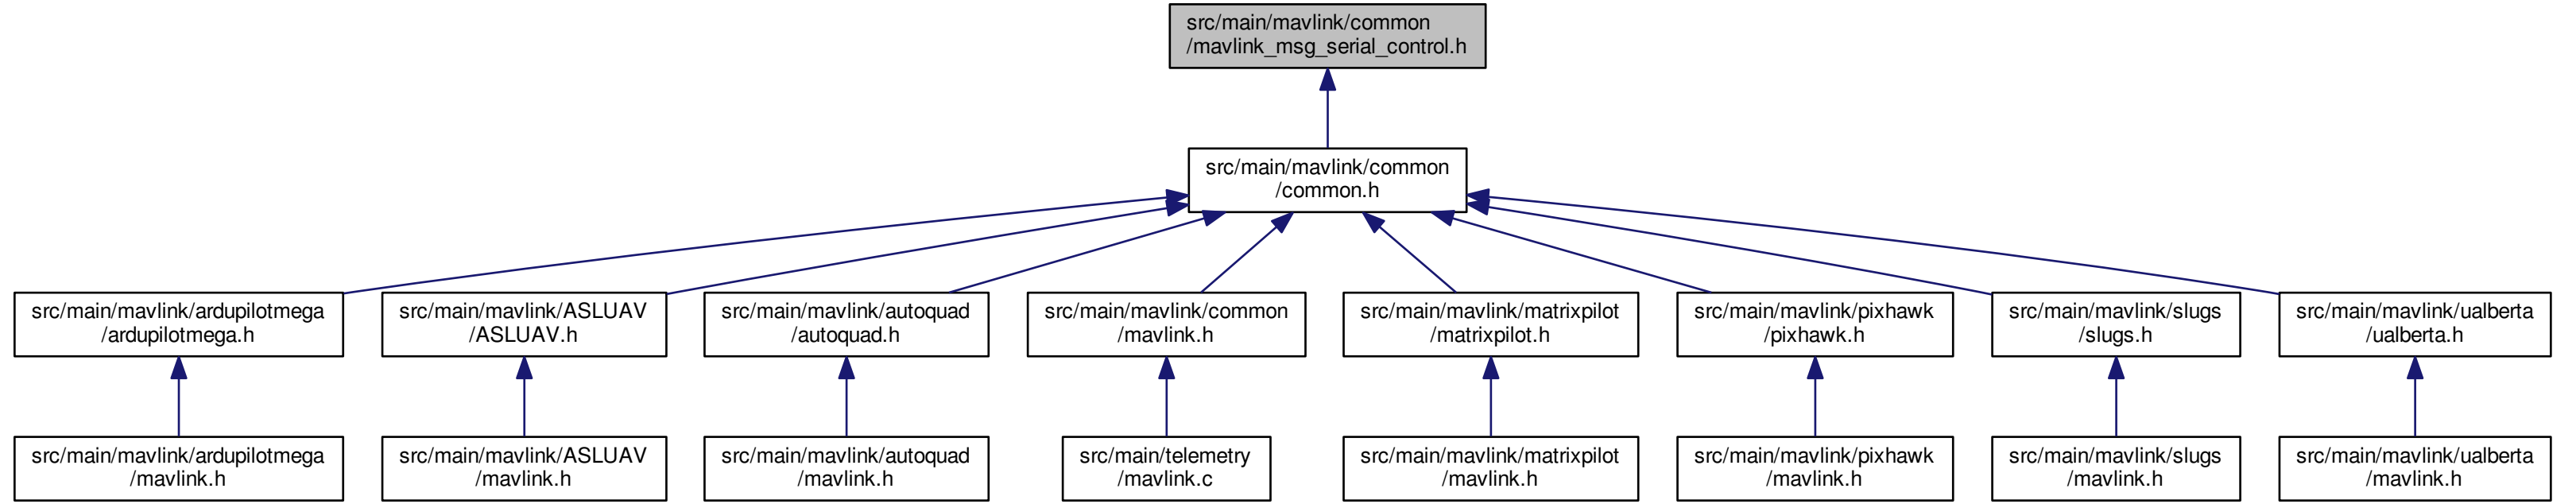 src/main/mavlink/common
/mavlink_msg_serial_control.h
src/main/mavlink/common
/common.h
src/main/mavlink/ardupilotmega
/ardupilotmega.h
src/main/mavlink/ASLUAV
/ASLUAV.h
src/main/mavlink/autoquad
/autoquad.h
src/main/mavlink/common
/mavlink.h
src/main/mavlink/matrixpilot
/matrixpilot.h
src/main/mavlink/pixhawk
/pixhawk.h
src/main/mavlink/slugs
/slugs.h
src/main/mavlink/ualberta
/ualberta.h
src/main/mavlink/ardupilotmega
/mavlink.h
src/main/mavlink/ASLUAV
/mavlink.h
src/main/mavlink/autoquad
/mavlink.h
src/main/telemetry
/mavlink.c
src/main/mavlink/matrixpilot
/mavlink.h
src/main/mavlink/pixhawk
/mavlink.h
src/main/mavlink/slugs
/mavlink.h
src/main/mavlink/ualberta
/mavlink.h